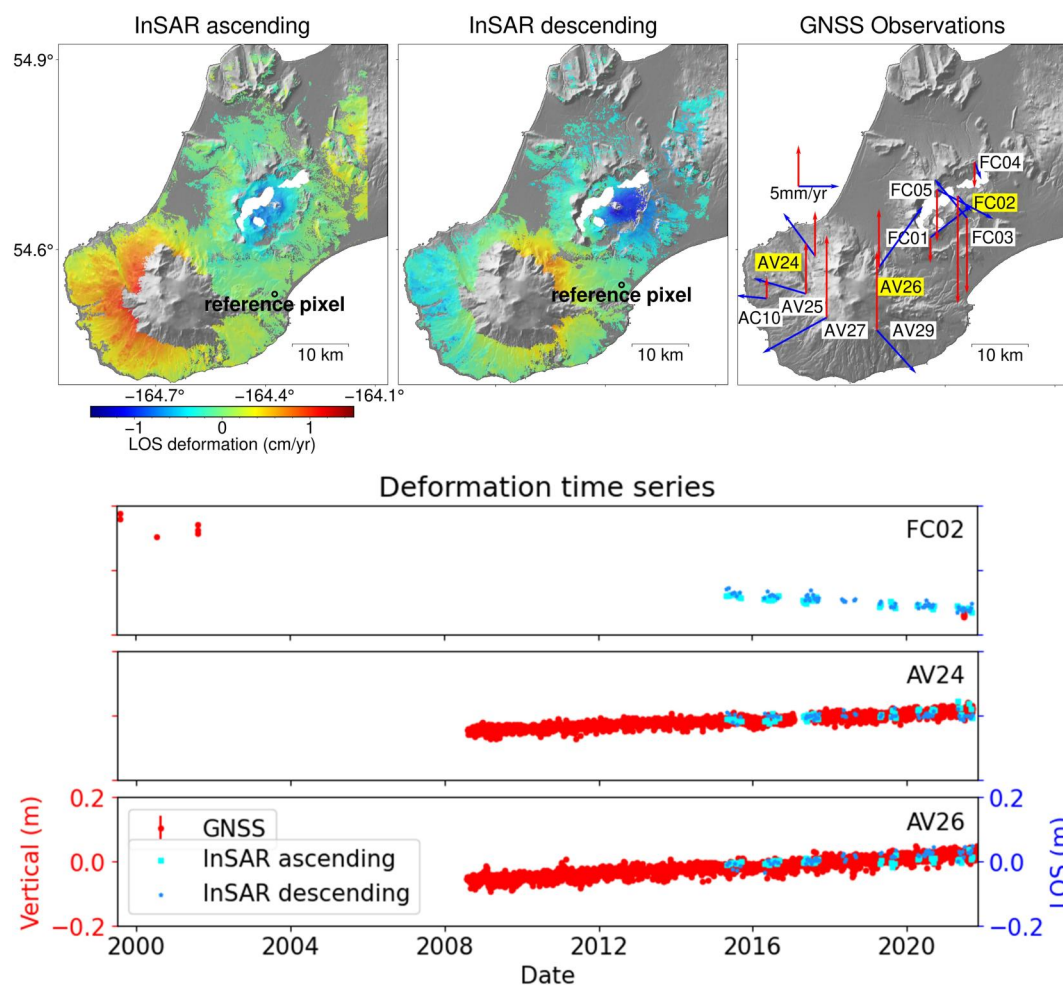 InSAR ascending
InSAR descending
GNSS Observations
54.9°
54.6°
reference pixel
10 km
reference pixel
10 km
5mm/yr
FC04
FC05
FC02
FC01
FC03
AV24
AV26
AV25
AC10
AV27
AV29
10 km
−164.7°
−164.4°
−164.1°
−1
0
1
LOS deformation (cm/yr)
Deformation time series
FC02
AV24
AV26
0.2
0.0
−0.2
Vertical (m)
GNSS
InSAR ascending
InSAR descending
0.2
0.0
−0.2
LOS (m)
2000
2004
2008
2012
2016
2020
Date